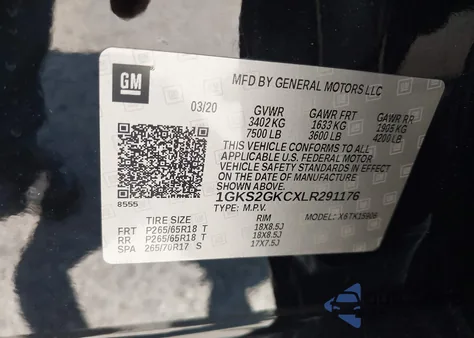 GM
MFD BY GENERAL MOTORS LLC
03/20 GVWR GAWR FRT GAWR RR
3402 KG 1633 KG 1905 KG
7500 LB 3600 LB 4200 LB
THIS VEHICLE CONFORMS TO ALL
APPLICABLE U.S. FEDERAL MOTOR
VEHICLE SAFETY STANDARDS IN EFFECT
ON THE DATE OF MANUFACTURE
1GKS2GKCXLR291176
TYPE: M.P.V.
8555
MODEL:
TIRE SIZE RIM
FRT P265/65R18 T 18X8.5J
RR P265/65R18 T 18X8.5J
SPA 265/70R17 S 17X7.5J